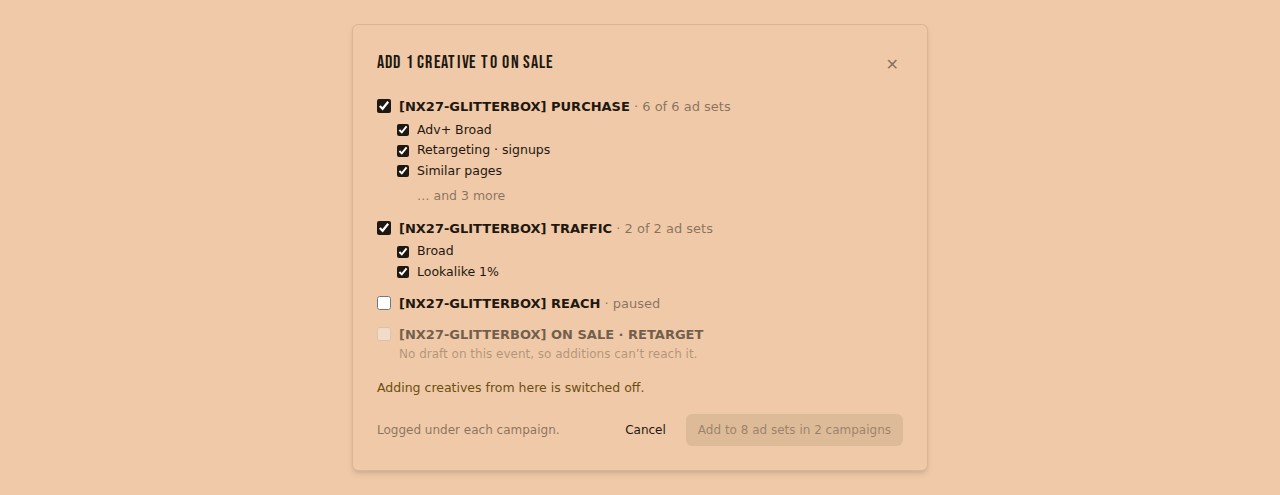 ADD 1 CREATIVE TO ON SALE
×
[NX27-GLITTERBOX] PURCHASE · 6 of 6 ad sets
Adv+ Broad
Retargeting · signups
Similar pages
… and 3 more
[NX27-GLITTERBOX] TRAFFIC · 2 of 2 ad sets
Broad
Lookalike 1%
[NX27-GLITTERBOX] REACH · paused
[NX27-GLITTERBOX] ON SALE · RETARGET
No draft on this event, so additions can’t reach it.
Adding creatives from here is switched off.
Logged under each campaign.
Cancel
Add to 8 ad sets in 2 campaigns